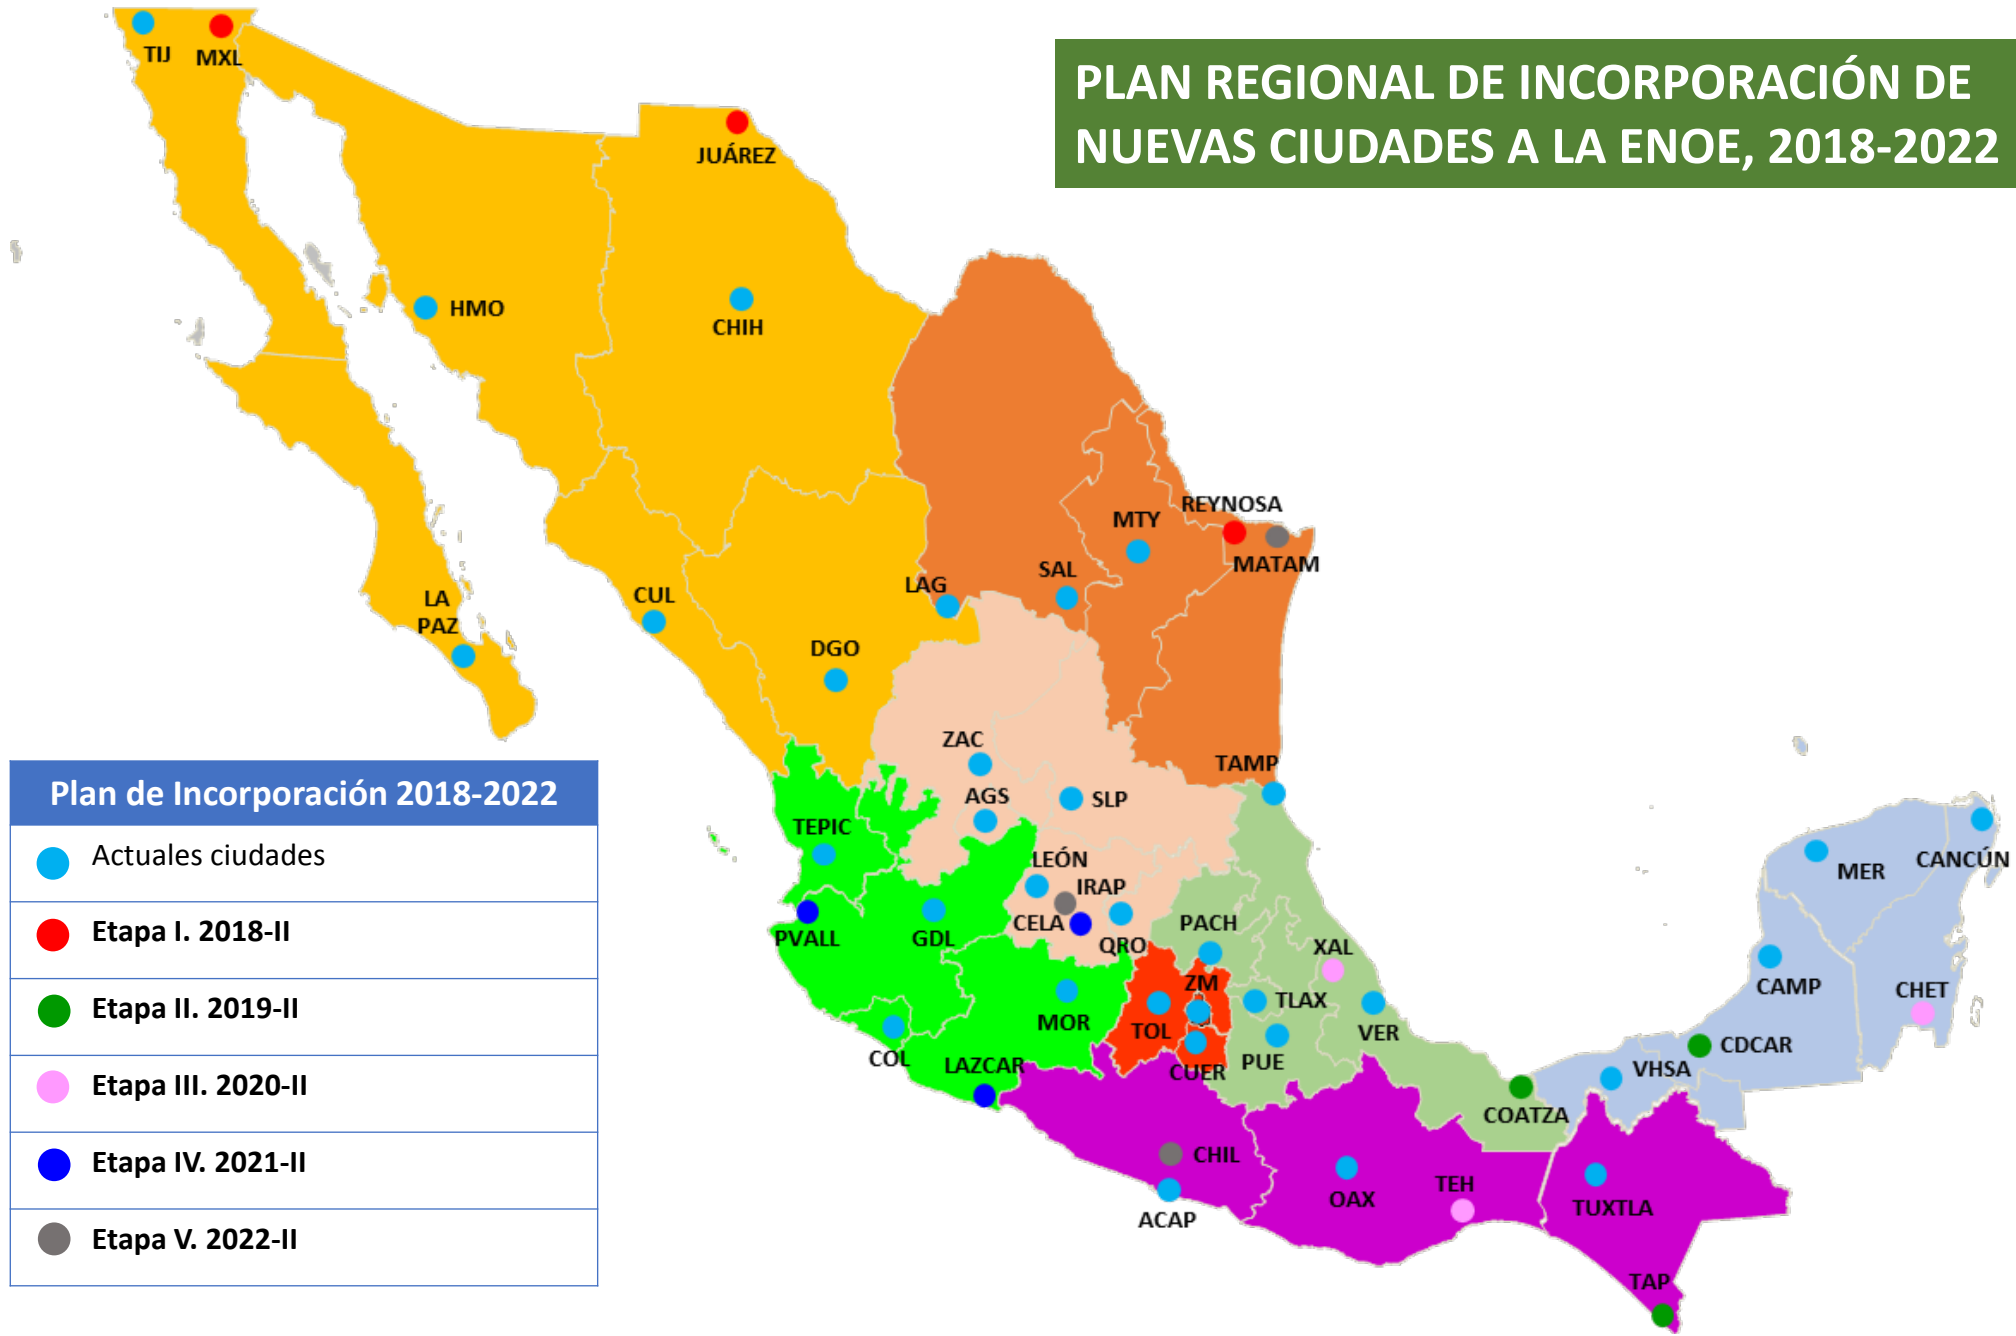 PLAN REGIONAL DE INCORPORACIÓN DE
NUEVAS CIUDADES A LA ENOE, 2018-2022
TIJ
MXL
JUÁREZ
HMO
CHIH
REYNOSA
MTY
MATAM
SAL
LAG
CUL
LA
PAZ
DGO
ZAC
TAMP
AGS
SLP
TEPIC
LEÓN
IRAP
CELA
QRO
PVALL
GDL
PACH
XAL
ZM
TLAX
TOL
MOR
COL
LAZCAR
CUER
PUE
VER
MER
CANCÚN
CAMP
CHET
CDCAR
VHSA
COATZA
CHIL
ACAP
OAX
TEH
TUXTLA
TAP
Plan de Incorporación 2018-2022
Actuales ciudades
Etapa I. 2018-II
Etapa II. 2019-II
Etapa III. 2020-II
Etapa IV. 2021-II
Etapa V. 2022-II